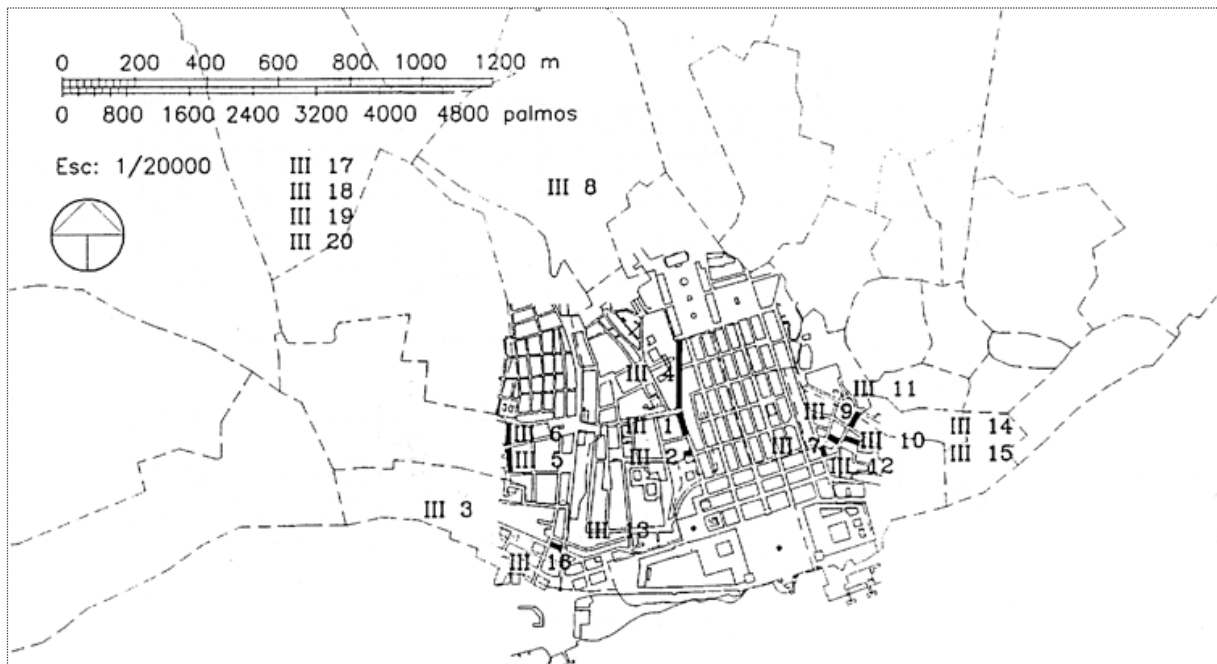 0 200 400 600 800 1000 1200 m
0 800 1600 2400 3200 4000 4800 palmos
Esc: 1/20000
III 17
III 18
III 19
III 20
III 8
III 4
III 11
III 9
III 1
III 6
III 14
III 10
III 7
III 2
III 15
III 5
III 12
III 3
III 13
III 16